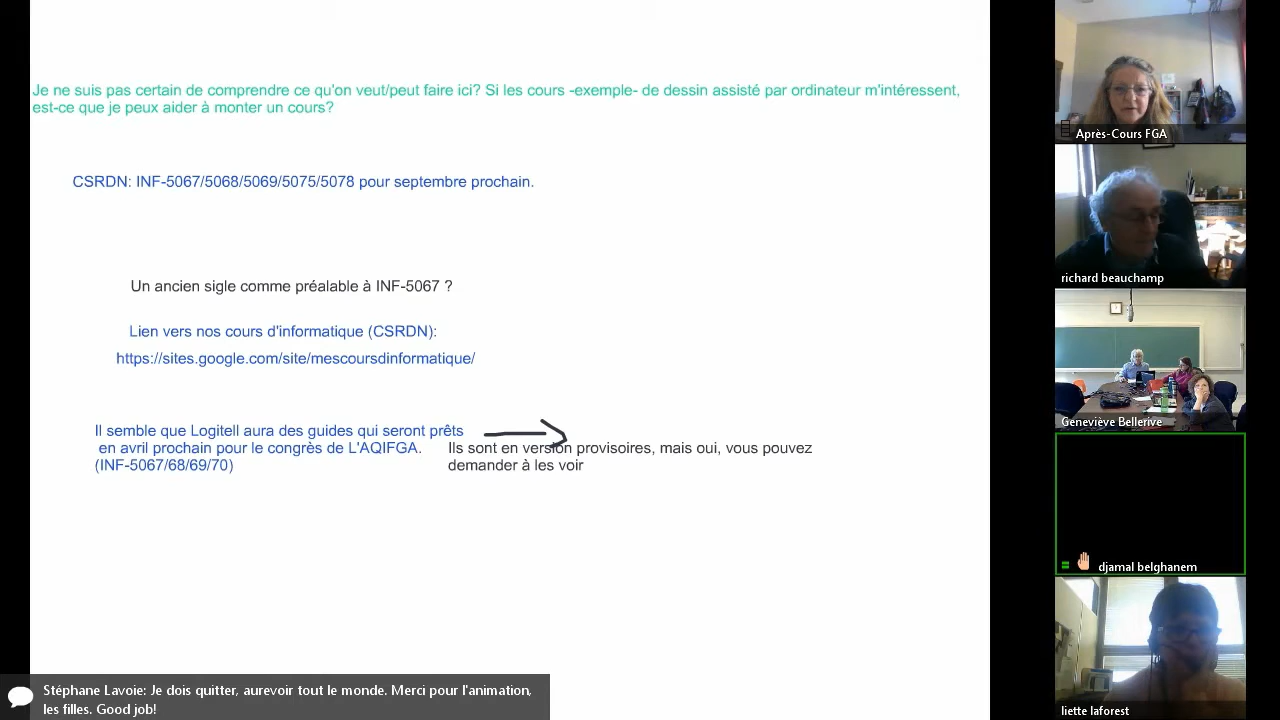 Je ne suis pas certain de comprendre ce qu'on veut/peut faire ici? Si les cours -exemple- de dessin assisté par ordinateur m'intéressent,
est-ce que je peux aider à monter un cours?
CSRDN: INF-5067/5068/5069/5075/5078 pour septembre prochain.
Un ancien sigle comme préalable à INF-5067 ?
Lien vers nos cours d'informatique (CSRDN):
https://sites.google.com/site/mescoursdinformatique/
Il semble que Logitell aura des guides qui seront prêts
en avril prochain pour le congrès de L'AQIFGA.
(INF-5067/68/69/70)
Ils sont en version provisoires, mais oui, vous pouvez
demander à les voir
Stéphane Lavoie: Je dois quitter, aurevoir tout le monde. Merci pour l'animation,
les filles. Good job!
Après-Cours FGA
richard beauchamp
Geneviève Bellerive
djamal belghanem
liette laforest